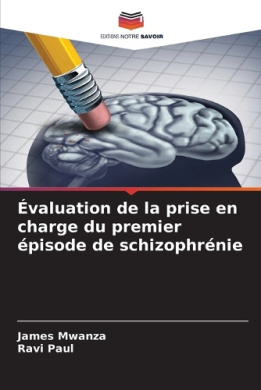 EDITIONS NOTRE SAVOIR
Évaluation de la prise en
charge du premier
épisode de schizophrénie
James Mwanza
Ravi Paul